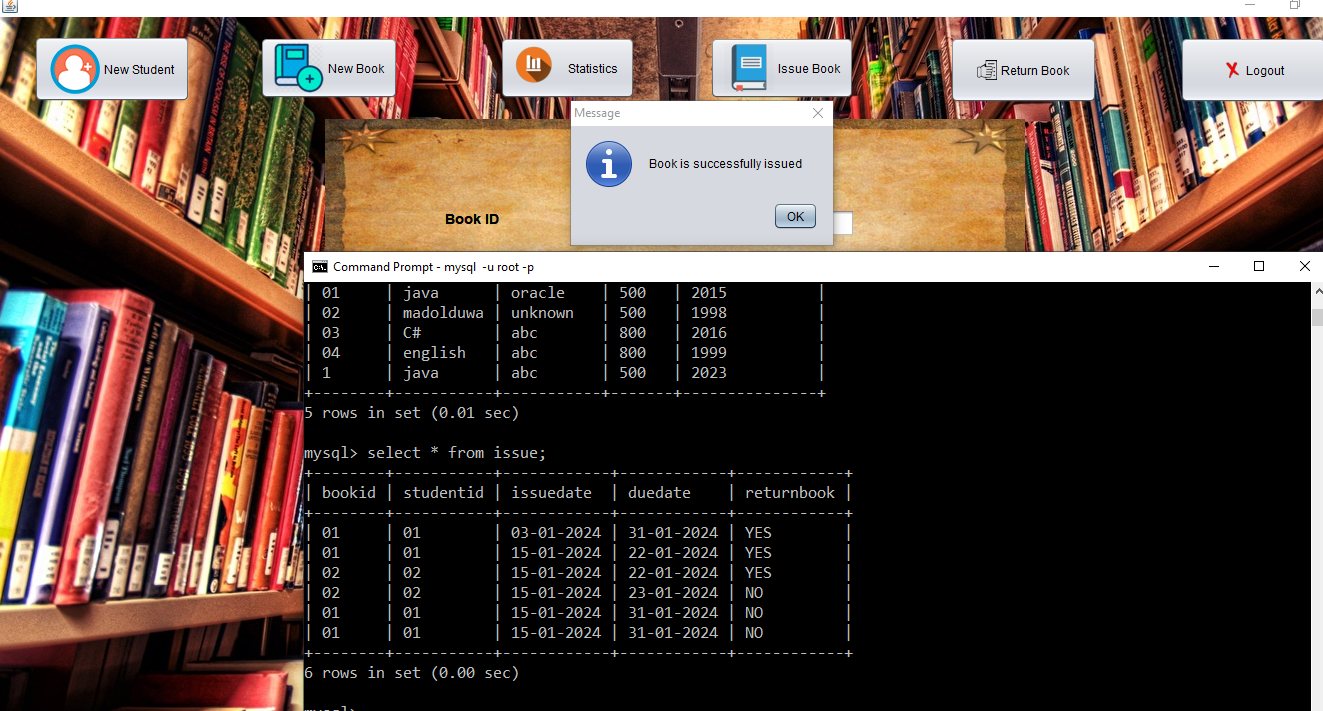 New Student
New Book
Statistics
Issue Book
Return Book
X Logout
Message
Book is successfully issued
OK
Book ID
Command Prompt - mysql  -u root -p
| 01     | java      | oracle    | 500   | 2015          |
| 02     | madolduwa | unknown   | 500   | 1998          |
| 03     | C#        | abc       | 800   | 2016          |
| 04     | english   | abc       | 800   | 1999          |
| 1      | java      | abc       | 500   | 2023          |
+--------+-----------+-----------+-------+---------------+
5 rows in set (0.01 sec)
mysql> select * from issue;
+--------+-----------+------------+------------+------------+
| bookid | studentid | issuedate  | duedate    | returnbook |
+--------+-----------+------------+------------+------------+
| 01     | 01        | 03-01-2024 | 31-01-2024 | YES        |
| 01     | 01        | 15-01-2024 | 22-01-2024 | YES        |
| 02     | 02        | 15-01-2024 | 22-01-2024 | YES        |
| 02     | 02        | 15-01-2024 | 23-01-2024 | NO         |
| 01     | 01        | 15-01-2024 | 31-01-2024 | NO         |
| 01     | 01        | 15-01-2024 | 31-01-2024 | NO         |
+--------+-----------+------------+------------+------------+
6 rows in set (0.00 sec)
mysql>